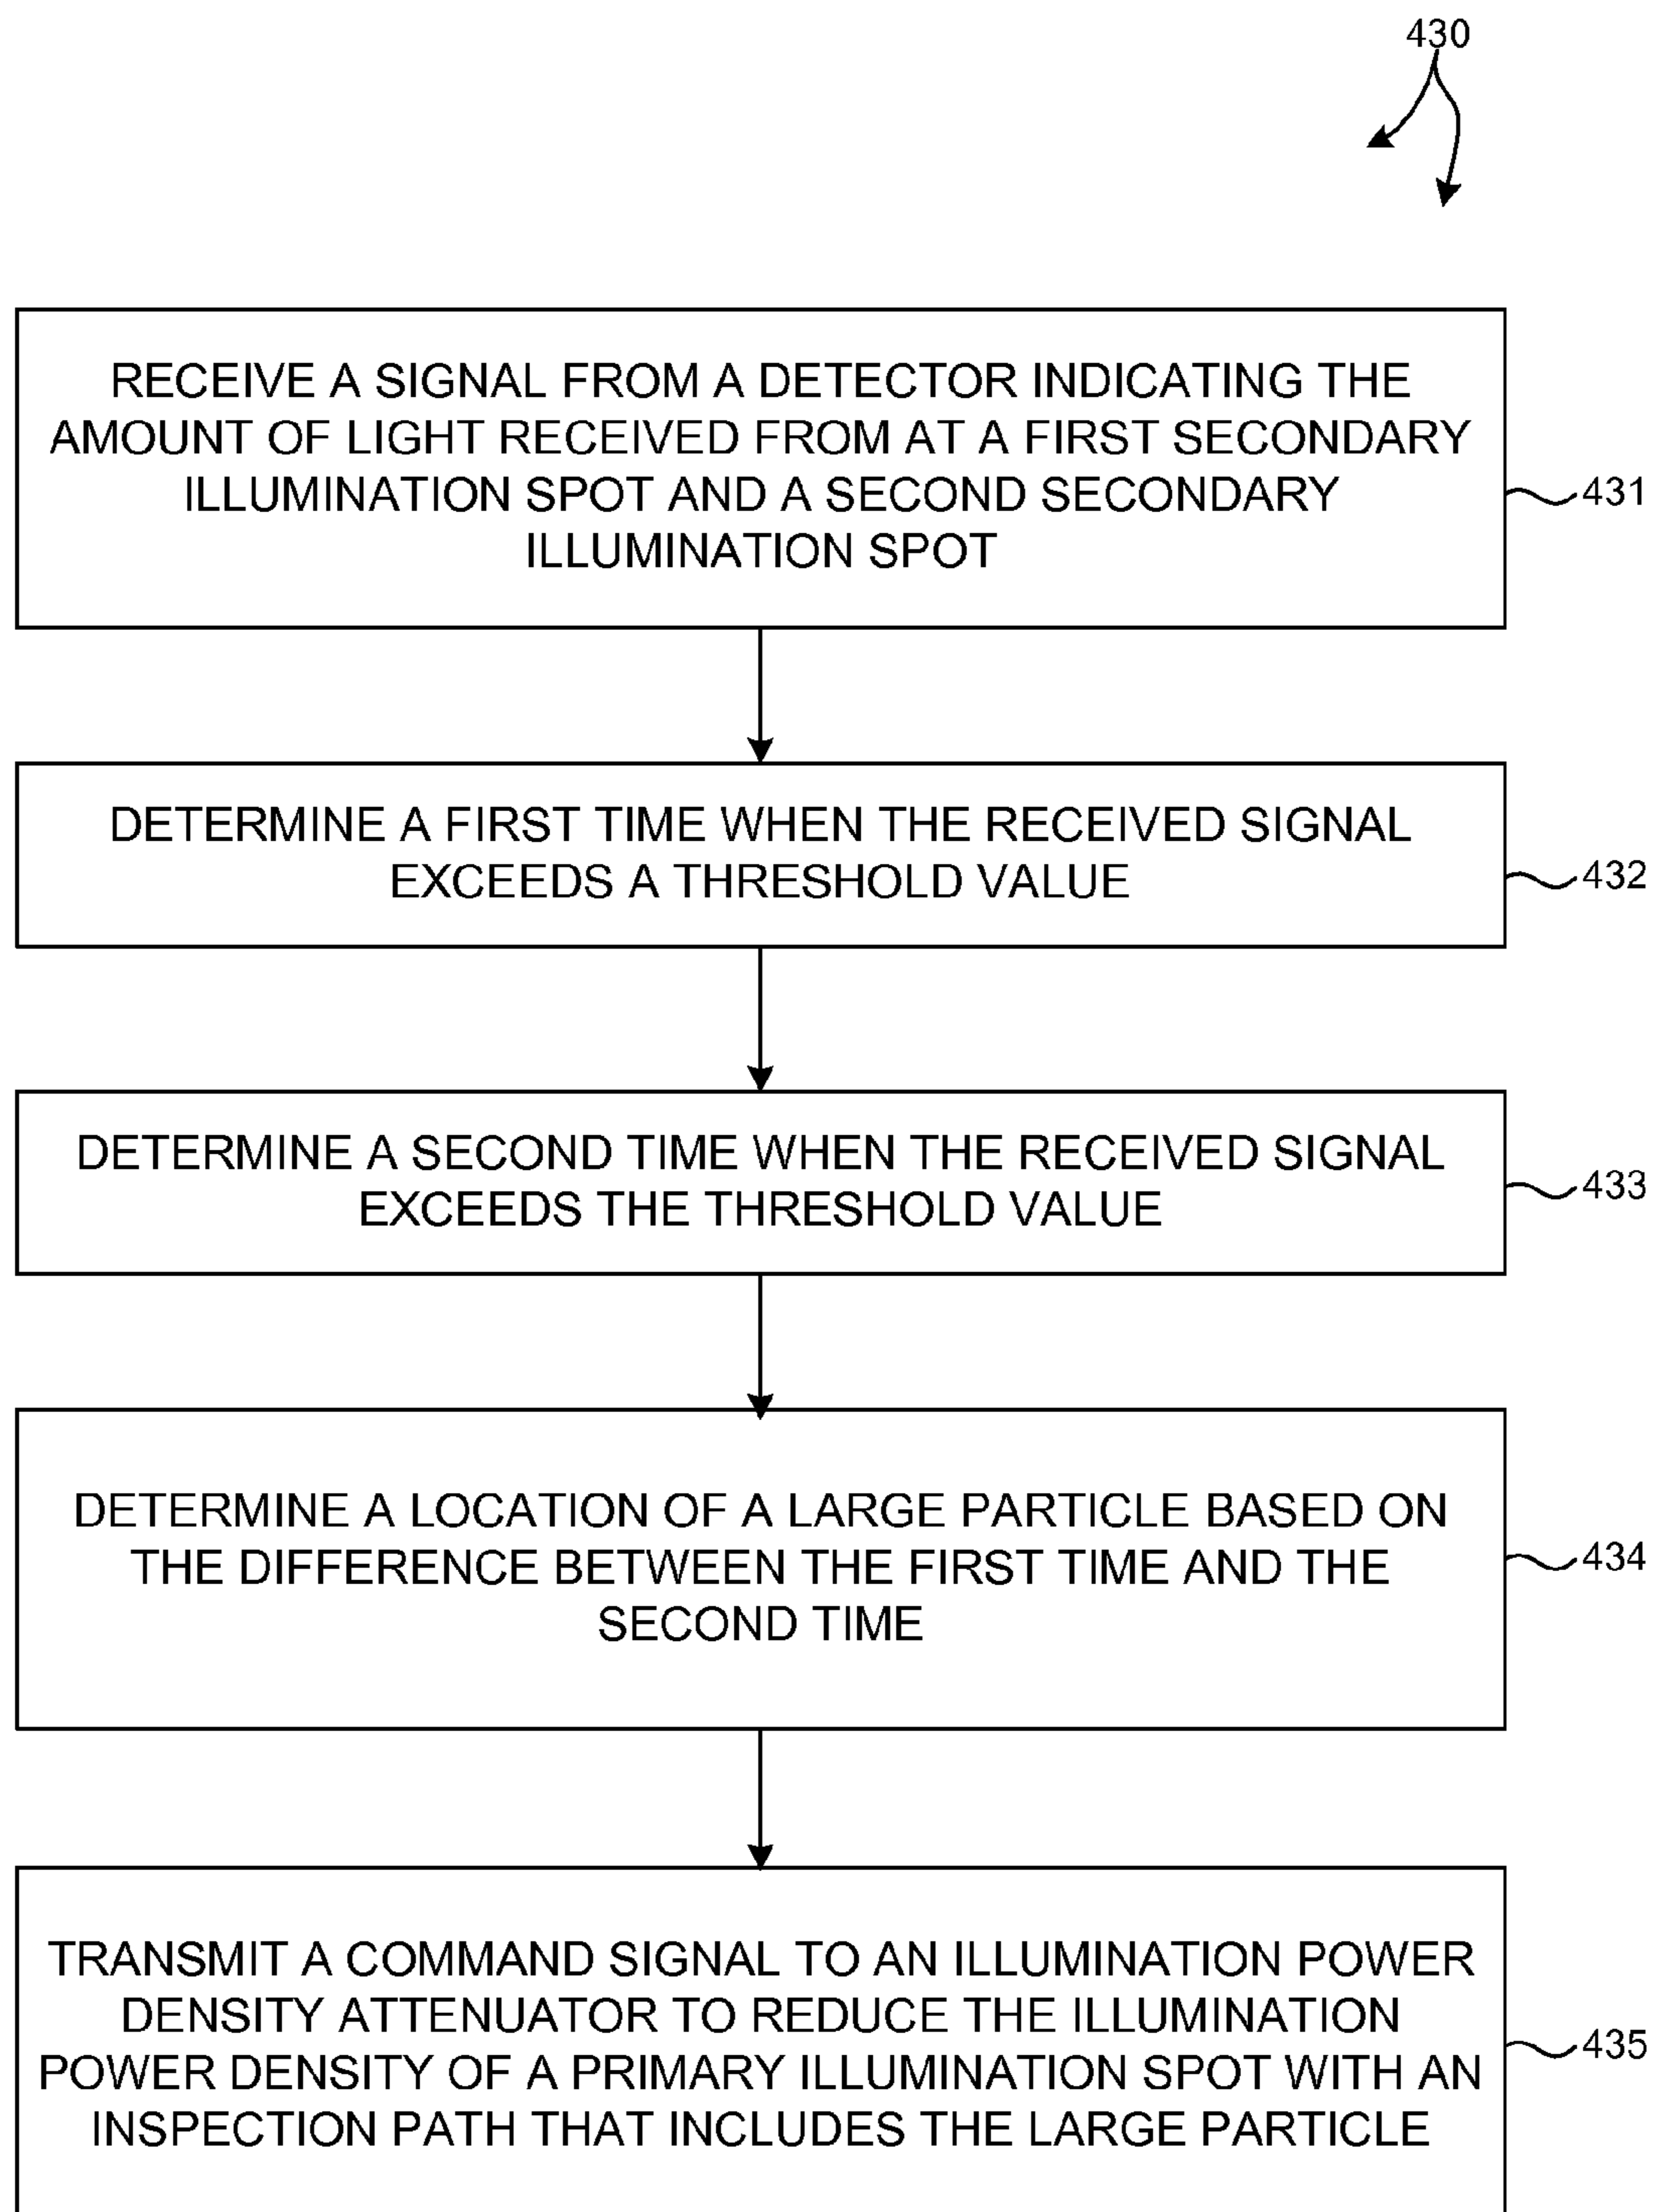 430
RECEIVE A SIGNAL FROM A DETECTOR INDICATING THE
AMOUNT OF LIGHT RECEIVED FROM AT A FIRST SECONDARY
ILLUMINATION SPOT AND A SECOND SECONDARY
ILLUMINATION SPOT
431
DETERMINE A FIRST TIME WHEN THE RECEIVED SIGNAL
EXCEEDS A THRESHOLD VALUE
432
DETERMINE A SECOND TIME WHEN THE RECEIVED SIGNAL
EXCEEDS THE THRESHOLD VALUE
433
DETERMINE A LOCATION OF A LARGE PARTICLE BASED ON
THE DIFFERENCE BETWEEN THE FIRST TIME AND THE
SECOND TIME
434
TRANSMIT A COMMAND SIGNAL TO AN ILLUMINATION POWER
DENSITY ATTENUATOR TO REDUCE THE ILLUMINATION
POWER DENSITY OF A PRIMARY ILLUMINATION SPOT WITH AN
INSPECTION PATH THAT INCLUDES THE LARGE PARTICLE
435